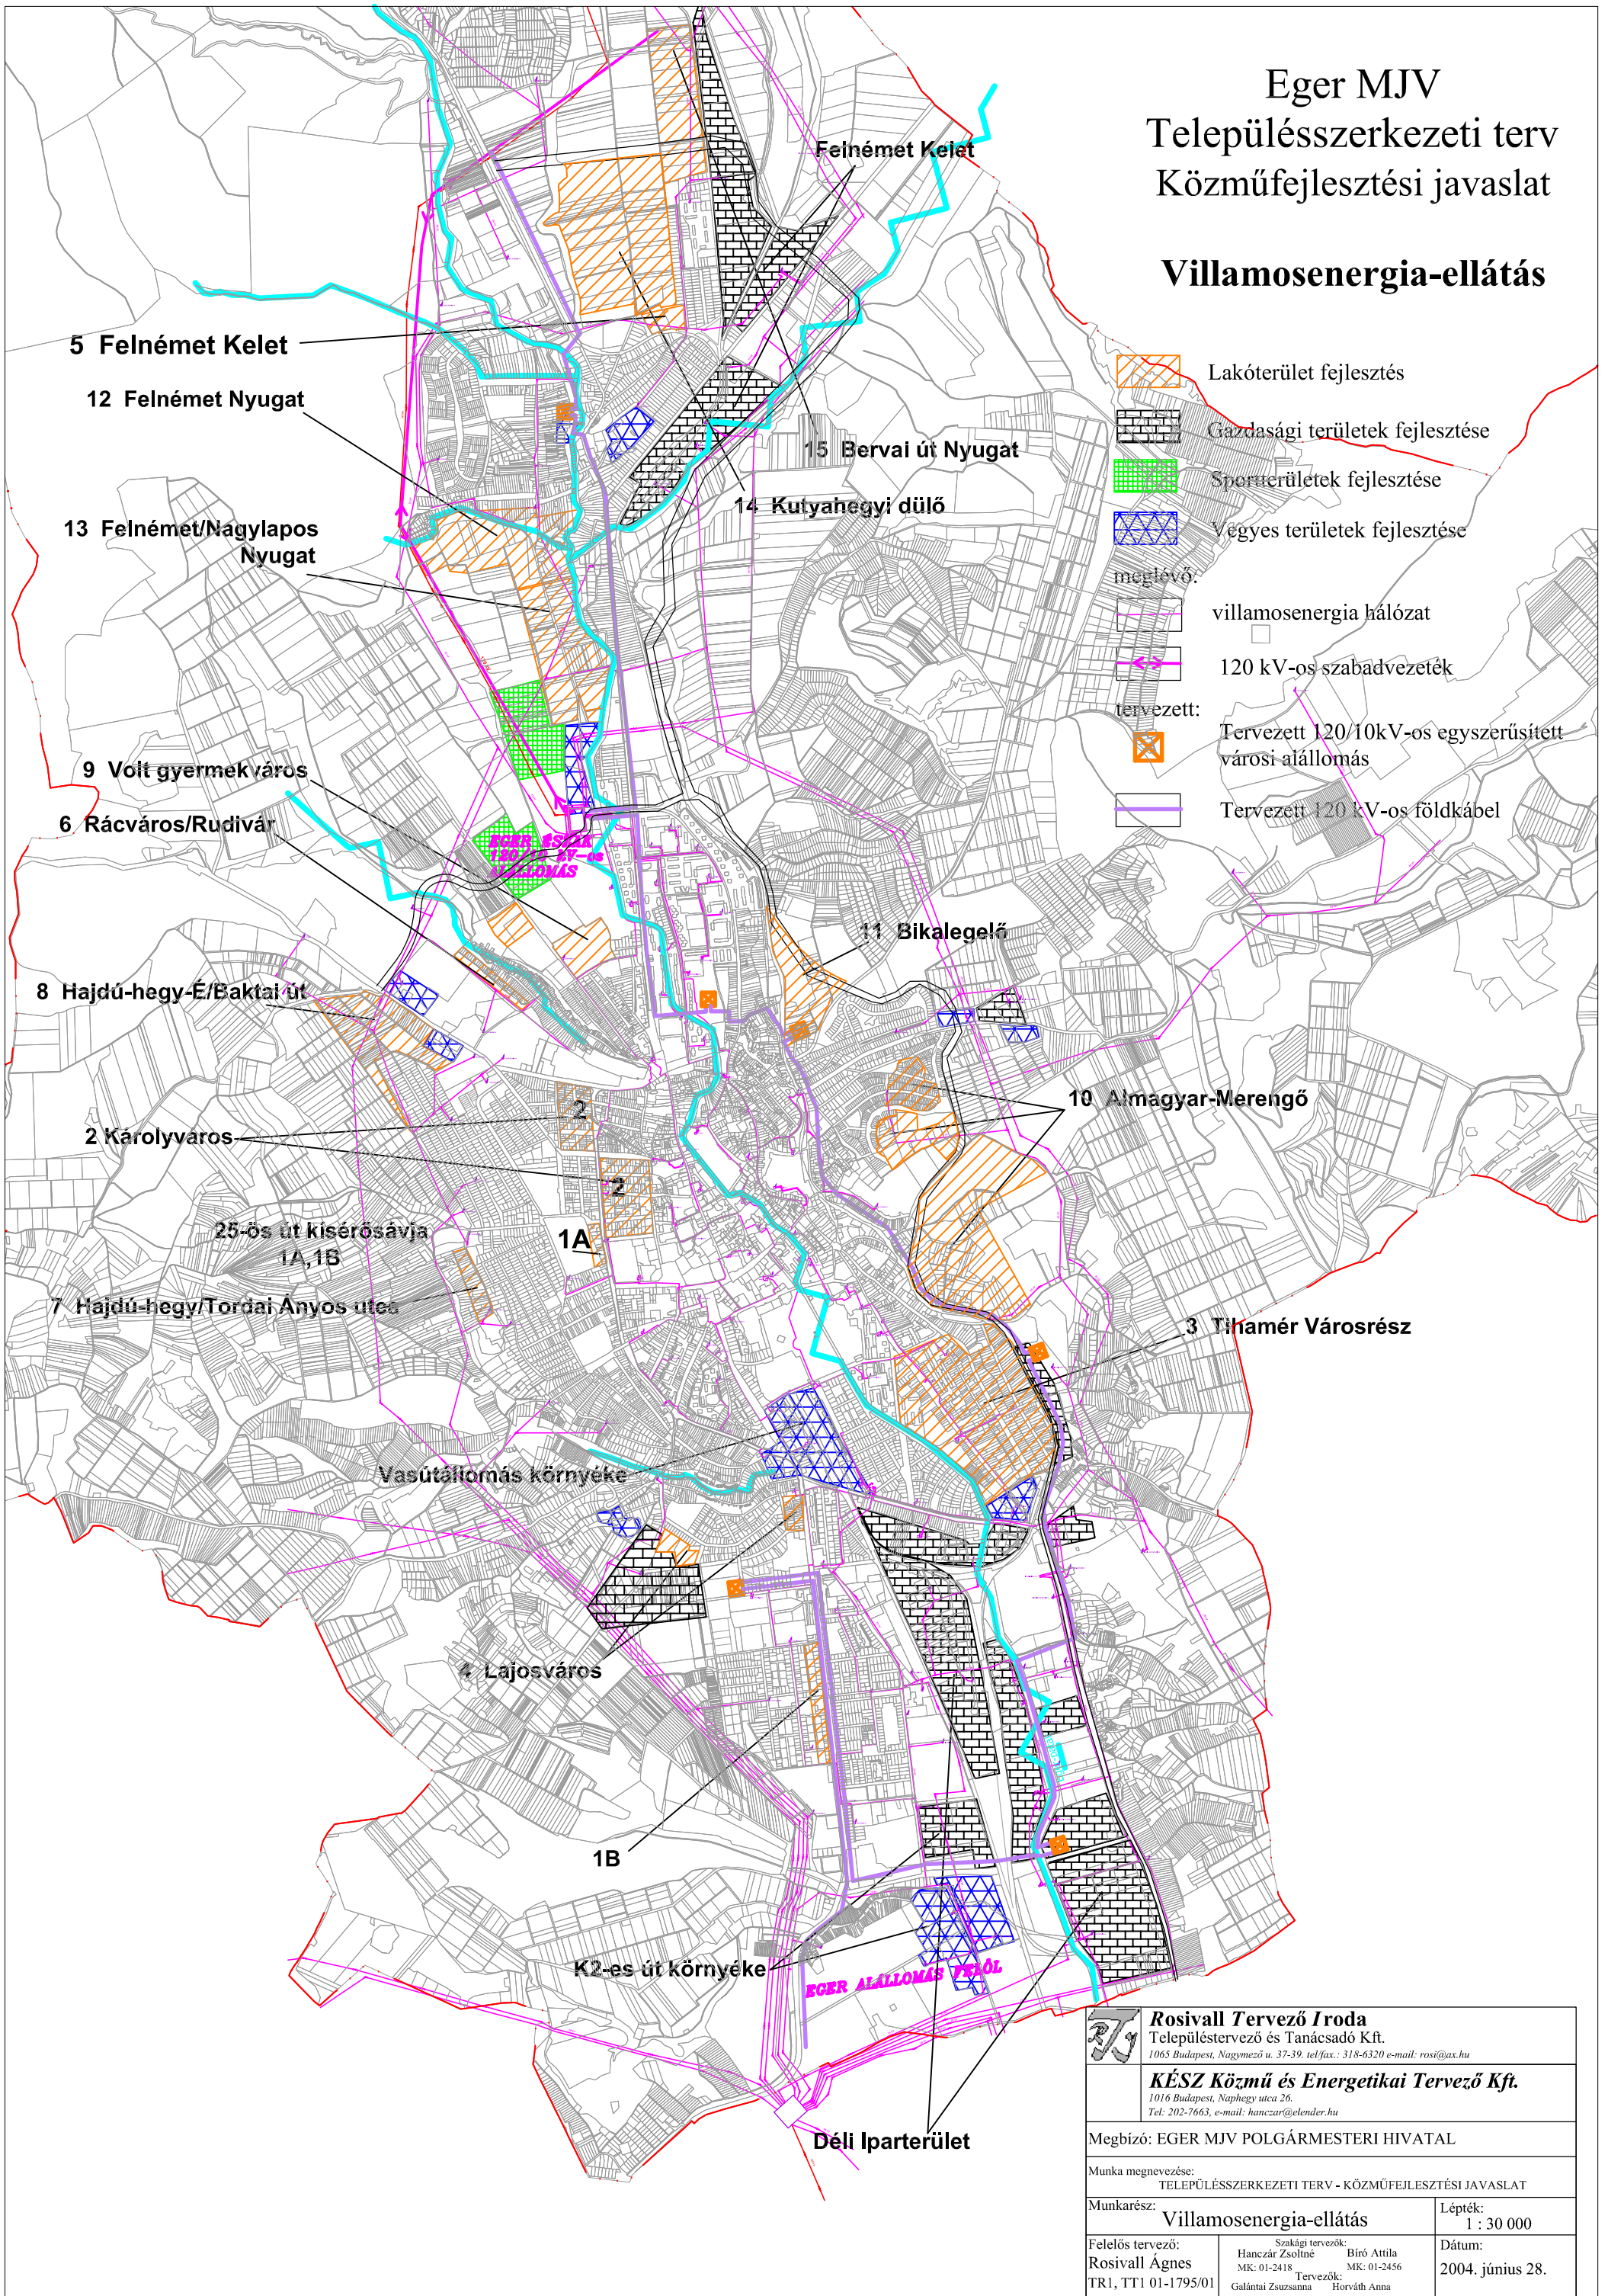 Eger MJV
Településszerkezeti terv
Közműfejlesztési javaslat
Villamosenergia-ellátás
Felnémet Kelet
5 Felnémet Kelet
12 Felnémet Nyugat
15 Bervai út Nyugat
14 Kutyahegyi dülő
13 Felnémet/Nagylapos
Nyugat
Lakóterület fejlesztés
Gazdasági területek fejlesztése
Sportterületek fejlesztése
Vegyes területek fejlesztése
meglévő:
villamosenergia hálózat
120 kV-os szabadvezeték
tervezett:
Tervezett 120/10kV-os egyszerűsített
városi alállomás
Tervezett 120 kV-os földkábel
9 Volt gyermekváros
6 Rácváros/Rudivár
EGER ÉSZAK
kV-os
ALÁLLOMÁS
11 Bikalegelő
8 Hajdú-hegy-É/Baktai út
10 Almagyar-Merengő
2
2 Károlyváros
2
25-ös út kísérősávja
1A,1B
1A
7 Hajdú-hegy/Tordai Ányos utca
3 Tihamér Városrész
Vasútállomás környéke
4 Lajosváros
1B
K2-es út környéke
EGER ALÁLLOMÁS FELŐL
Déli Iparterület
Rosivall Tervező Iroda
Településtervező és Tanácsadó Kft.
1065 Budapest, Nagymező u. 37-39. tel/fax.: 318-6320 e-mail: rosi@ax.hu
KÉSZ Közmű és Energetikai Tervező Kft.
1016 Budapest, Naphegy utca 26.
Tel: 202-7663, e-mail: hanczar@elender.hu
Megbízó: EGER MJV POLGÁRMESTERI HIVATAL
Munka megnevezése:
TELEPÜLÉSSZERKEZETI TERV - KÖZMŰFEJLESZTÉSI JAVASLAT
Munkarész:
Villamosenergia-ellátás
Lépték:
1 : 30 000
Felelős tervező:
Rosivall Ágnes
TR1, TT1 01-1795/01
Szakági tervezők:
Hanczár Zsoltné Bíró Attila
MK: 01-2418 MK: 01-2456
Tervezők:
Galántai Zsuzsanna Horváth Anna
Dátum:
2004. június 28.